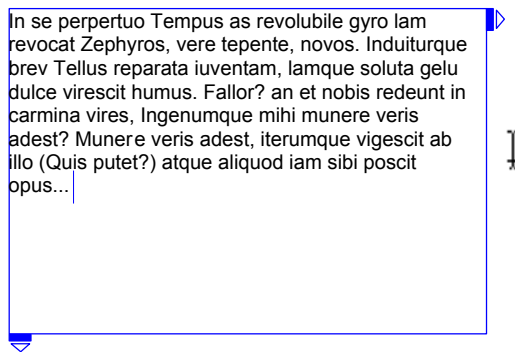 In se perpertuo Tempus as revolubile gyro Iam
revocat Zephyros, vere tepente, novos. Induiturque
brev Tellus reparata iuventam, Iamque soluta gelu
dulce virescit humus. Fallor? an et nobis redeunt in
carmina vires, Ingenumque mihi munere veris
adest? Munere veris adest, iterumque vigescit ab
illo (Quis putet?) atque aliquod iam sibi poscit
opus...